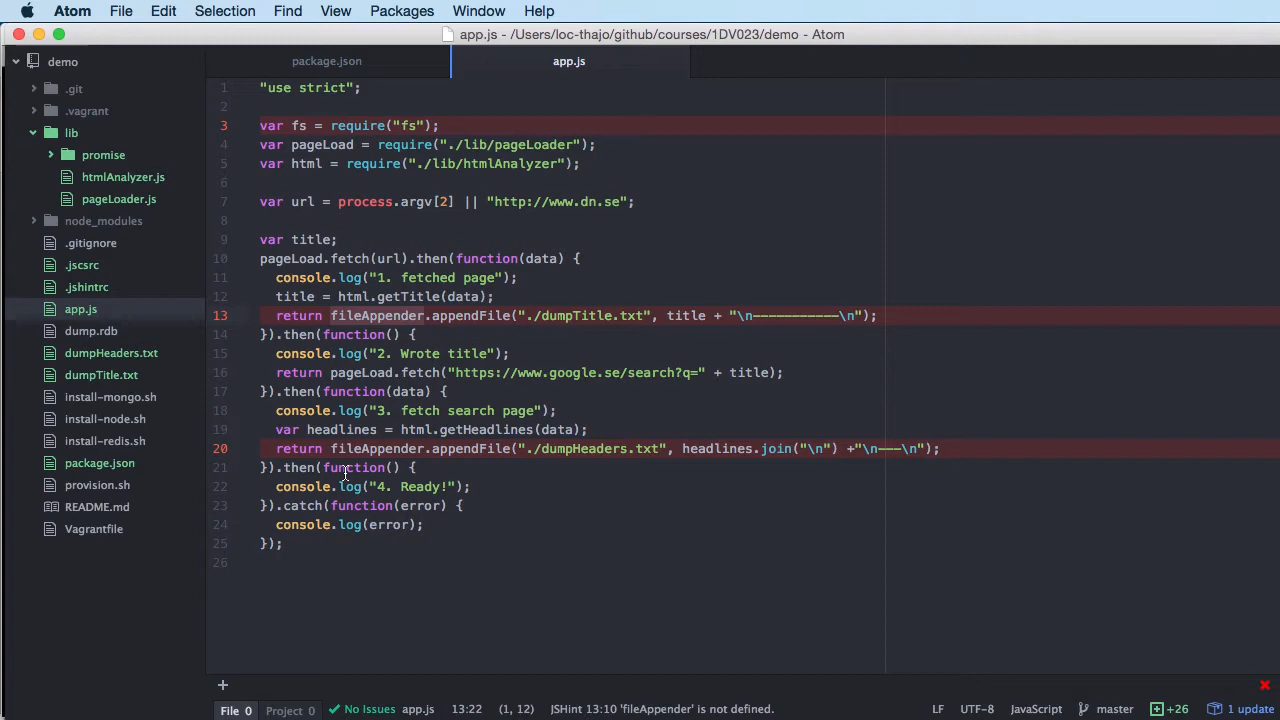 Atom File Edit Selection Find View Packages Window Help
app.js - /Users/loc-thajo/github/courses/1DV023/demo - Atom
demo
.git
.vagrant
lib
promise
htmlAnalyzer.js
pageLoader.js
node_modules
.gitignore
.jscsrc
.jshintrc
app.js
dump.rdb
dumpHeaders.txt
dumpTitle.txt
install-mongo.sh
install-node.sh
install-redis.sh
package.json
provision.sh
README.md
Vagrantfile
package.json app.js
1 "use strict";
2
3 var fs = require("fs");
4 var pageLoad = require("./lib/pageLoader");
5 var html = require("./lib/htmlAnalyzer");
6
7 var url = process.argv[2] || "http://www.dn.se";
8
9 var title;
10 pageLoad.fetch(url).then(function(data) {
11 console.log("1. fetched page");
12 title = html.getTitle(data);
13 return fileAppender.appendFile("./dumpTitle.txt", title + "\n-----------\n");
14 }).then(function() {
15 console.log("2. Wrote title");
16 return pageLoad.fetch("https://www.google.se/search?q=" + title);
17 }).then(function(data) {
18 console.log("3. fetch search page");
19 var headlines = html.getHeadlines(data);
20 return fileAppender.appendFile("./dumpHeaders.txt", headlines.join("\n") +"\n---\n");
21 }).then(function() {
22 console.log("4. Ready!");
23 }).catch(function(error) {
24 console.log(error);
25 });
26
+
File 0 Project 0 No Issues app.js 13:22 (1, 12) JSHint 13:10 'fileAppender is not defined. LF UTF-8 JavaScript master +26 1 update